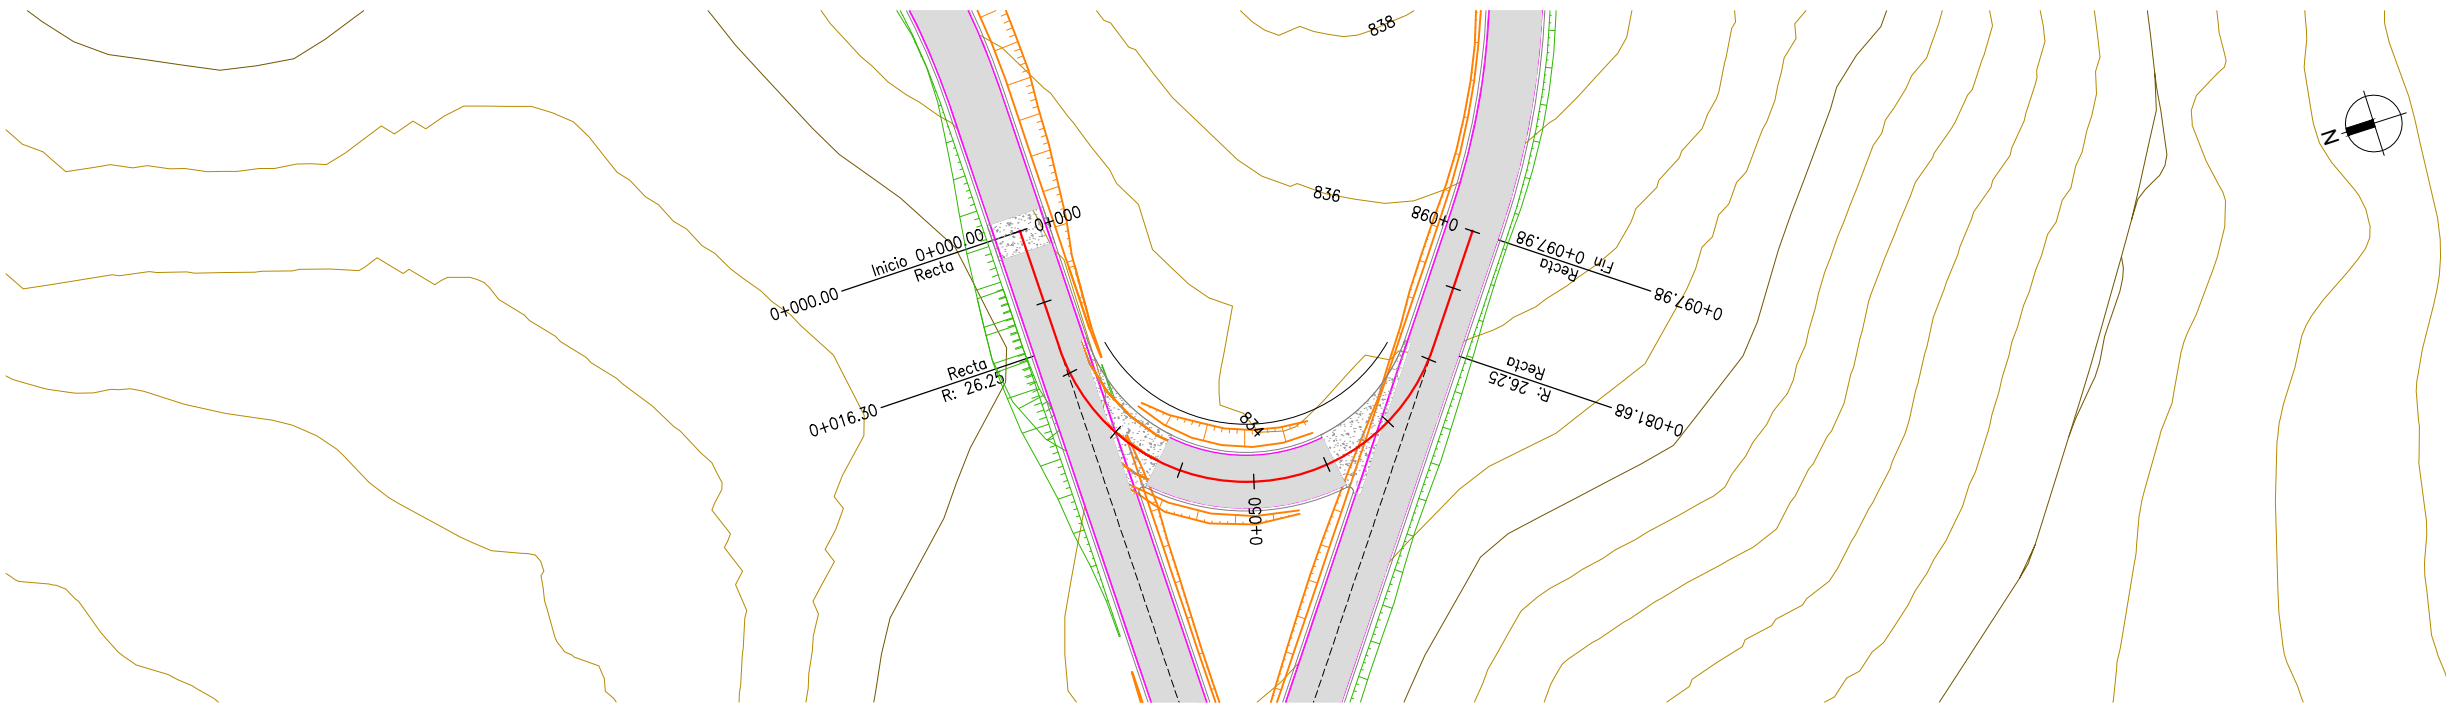 838
836
0+000
0+098
Inicio 0+000.00
Recta
0+000.00
Fin 0+097.98
Recta
0+097.98
N
Recta
R: 26.25
0+016.30
Recta
R: 26.25
0+081.68
834
0+050